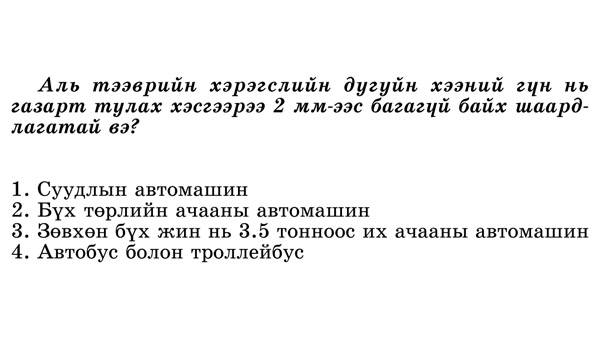 Аль тээврийн хэрэгслийн дугуйн хээний гүн нь
газарт тулах хэсгээрээ 2 мм-ээс багагүй байх шаард-
лагатай вэ?
1. Суудлын автомашин
2. Бүх төрлийн ачааны автомашин
3. Зөвхөн бүх жин нь 3.5 тонноос их ачааны автомашин
4. Автобус болон троллейбус